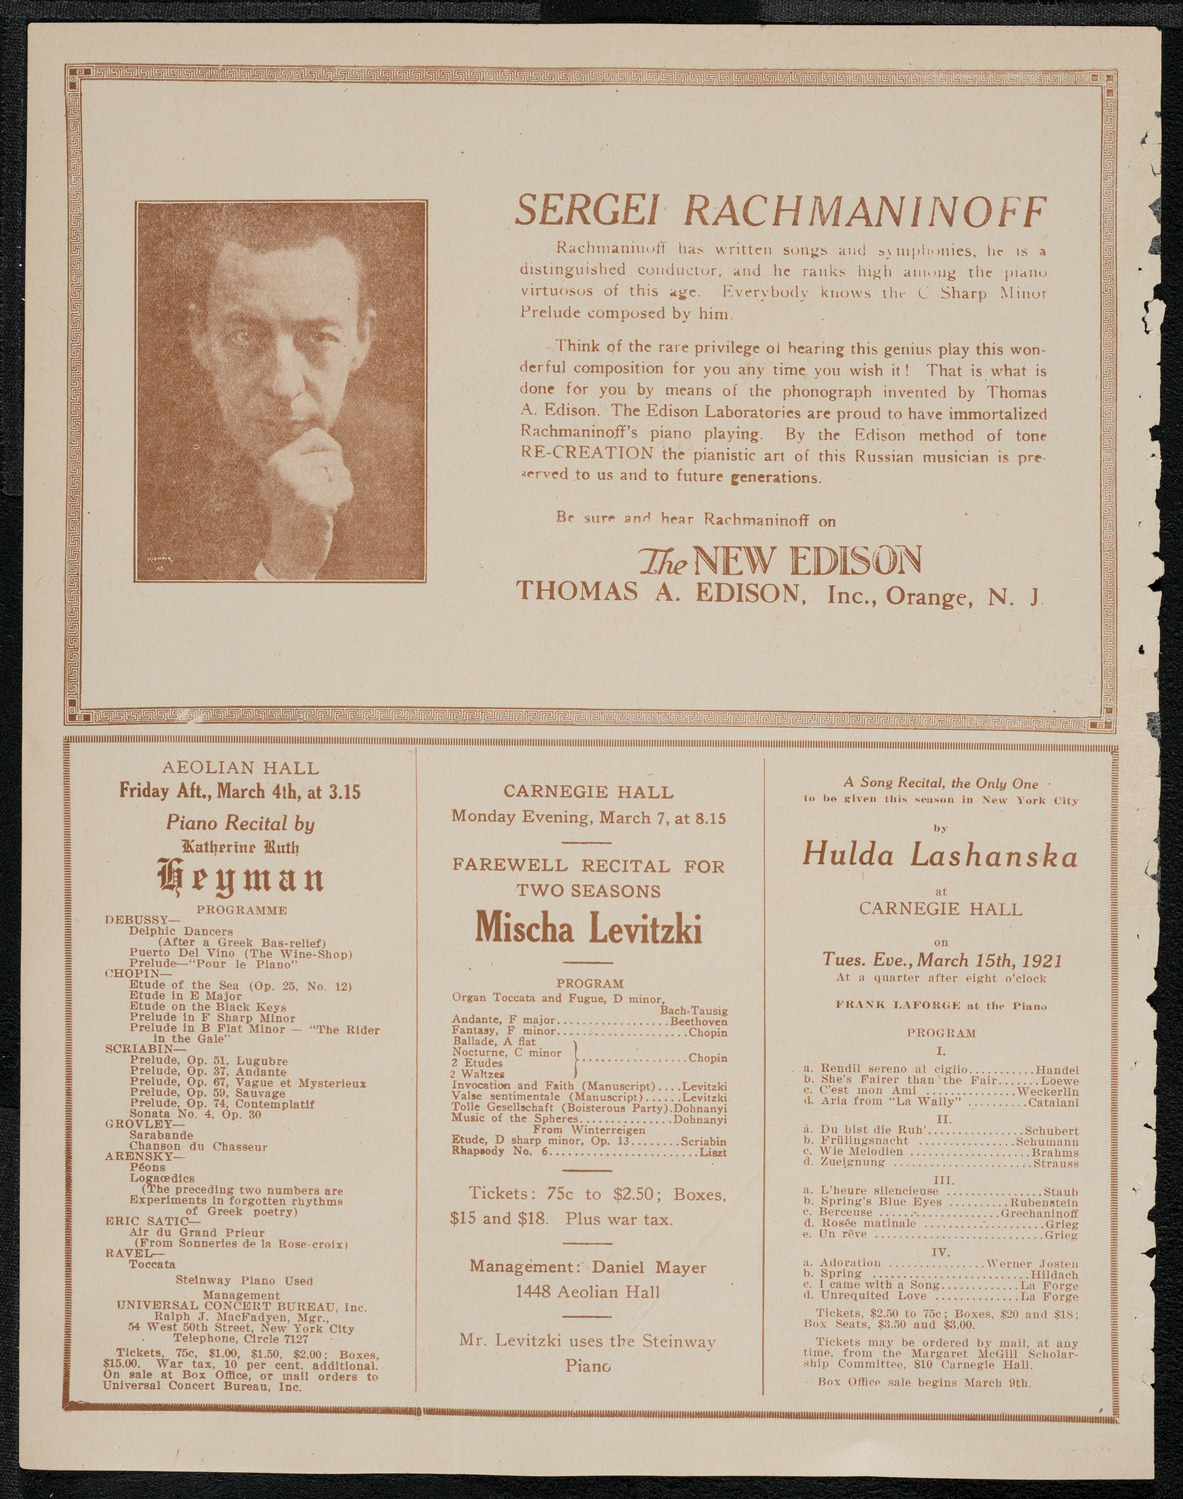 SERGEI RACHMANINOFF
Rachmaninoff has written songs and symphonies, he is a
distinguished conductor, and he ranks high among the piano
virtuosos of this age. Everybody knows the C Sharp Minor
Prelude composed by him.
Think of the rare privilege of hearing this genius play this won-
derful composition for you any time you wish it! That is what is
done for you by means of the phonograph invented by Thomas
A. Edison. The Edison Laboratories are proud to have immortalized
Rachmaninoff's piano playing. By the Edison method of tone
RE-CREATION the pianistic art of this Russian musician is pre-
served to us and to future generations.
Be sure and hear Rachmaninoff on
The NEW EDISON
THOMAS A. EDISON, Inc., Orange, N. J.
AEOLIAN HALL
Friday Aft., March 4th, at 3.15
Piano Recital by
Katherine Ruth
Heyman
PROGRAMME
DEBUSSY—
Delphic Dancers
(After a Greek Bas-relief)
Puerto Del Vino (The Wine-Shop)
Prelude—"Pour le Piano"
CHOPIN—
Etude of the Sea (Op. 25, No. 12)
Etude in E Major
Etude on the Black Keys
Prelude in F Sharp Minor
Prelude in B Flat Minor — "The Rider
in the Gale"
SCRIABIN—
Prelude, Op. 51, Lugubre
Prelude, Op. 37, Andante
Prelude, Op. 67, Vague et Mysterieux
Prelude, Op. 59, Sauvage
Prelude, Op. 74, Contemplatif
Sonata No. 4, Op. 30
GROVLEY—
Sarabande
Chanson du Chasseur
ARENSKY—
Péons
Logaœdics
(The preceding two numbers are
Experiments in forgotten rhythms
of Greek poetry)
ERIC SATIC—
Air du Grand Prieur
(From Sonneries de la Rose-croix)
RAVEL—
Toccata
Steinway Piano Used
Management
UNIVERSAL CONCERT BUREAU, Inc.
Ralph J. MacFadyen, Mgr.,
54 West 50th Street, New York City
Telephone, Circle 7127
Tickets, 75c, $1.00, $1.50, $2.00; Boxes,
$15.00. War tax, 10 per cent. additional.
On sale at Box Office, or mail orders to
Universal Concert Bureau, Inc.
CARNEGIE HALL
Monday Evening, March 7, at 8.15
FAREWELL RECITAL FOR
TWO SEASONS
Mischa Levitzki
PROGRAM
Organ Toccata and Fugue, D minor,
Bach-Tausig
Andante, F major..................Beethoven
Fantasy, F minor.....................Chopin
Ballade, A flat
Nocturne, C minor
2 Etudes
2 Waltzes
.................Chopin
Invocation and Faith (Manuscript)....Levitzki
Valse sentimentale (Manuscript)......Levitzki
Tolle Gesellschaft (Boisterous Party).Dohnanyi
Music of the Spheres...............Dohnanyi
From Winterreigen
Etude, D sharp minor, Op. 13........Scriabin
Rhapsody No. 6........................Liszt
Tickets: 75c to $2.50; Boxes,
$15 and $18. Plus war tax.
Management: Daniel Mayer
1448 Aeolian Hall
Mr. Levitzki uses the Steinway
Piano
A Song Recital, the Only One
to be given this season in New York City
by
Hulda Lashanska
at
CARNEGIE HALL
on
Tues. Eve., March 15th, 1921
At a quarter after eight o'clock
FRANK LAFORGE at the Piano
PROGRAM
I.
a. Rendil sereno al ciglio...........Handel
b. She's Fairer than the Fair.......Loewe
c. C'est mon Ami ...............Weckerlin
d. Aria from "La Wally" ..........Catalani
II.
a. Du bist die Ruh'................Schubert
b. Frülingsnacht ................Schumann
c. Wie Melodien ...................Brahms
d. Zueignung ......................Strauss
III.
a. L'heure silencieuse ................Staub
b. Spring's Blue Eyes ..........Rubenstein
c. Berceuse ....................Grechaninoff
d. Rosée matinale ....................Grieg
e. Un rêve ............................Grieg
IV.
a. Adoration ................Werner Josten
b. Spring ..........................Hildach
c. I came with a Song.............La Forge
d. Unrequited Love ..............La Forge
Tickets, $2.50 to 75c; Boxes, $20 and $18;
Box Seats, $3.50 and $3.00.
Tickets may be ordered by mail, at any
time, from the Margaret McGill Scholar-
ship Committee, 810 Carnegie Hall.
Box Office sale begins March 9th.